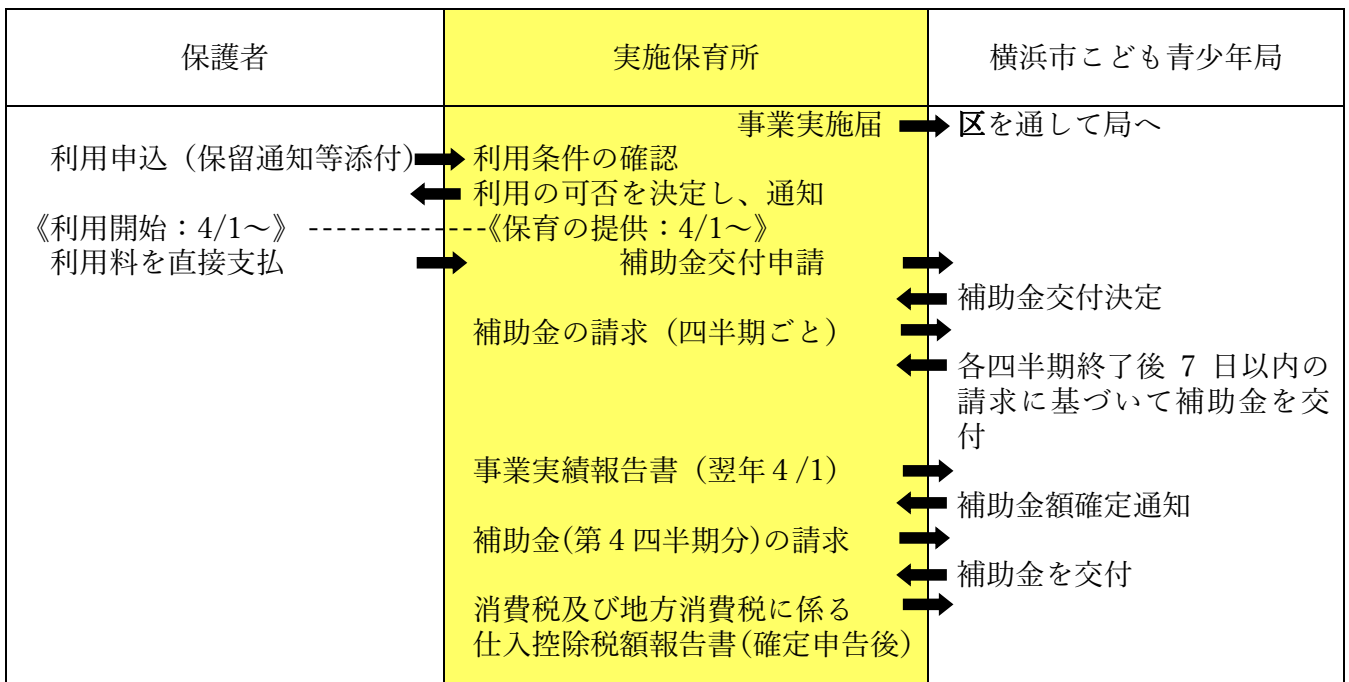 保護者 実施保育所 横浜市こども青少年局
事業実施届 区を通して局へ
利用申込（保留通知等添付） 利用条件の確認
利用の可否を決定し、通知
《利用開始：4/1～》 -------------《保育の提供：4/1～》
利用料を直接支払 補助金交付申請
補助金交付決定
補助金の請求（四半期ごと）
各四半期終了後 7 日以内の
請求に基づいて補助金を交
付
事業実績報告書（翌年４/1）
補助金額確定通知
補助金(第４四半期分)の請求
補助金を交付
消費税及び地方消費税に係る
仕入控除税額報告書(確定申告後)